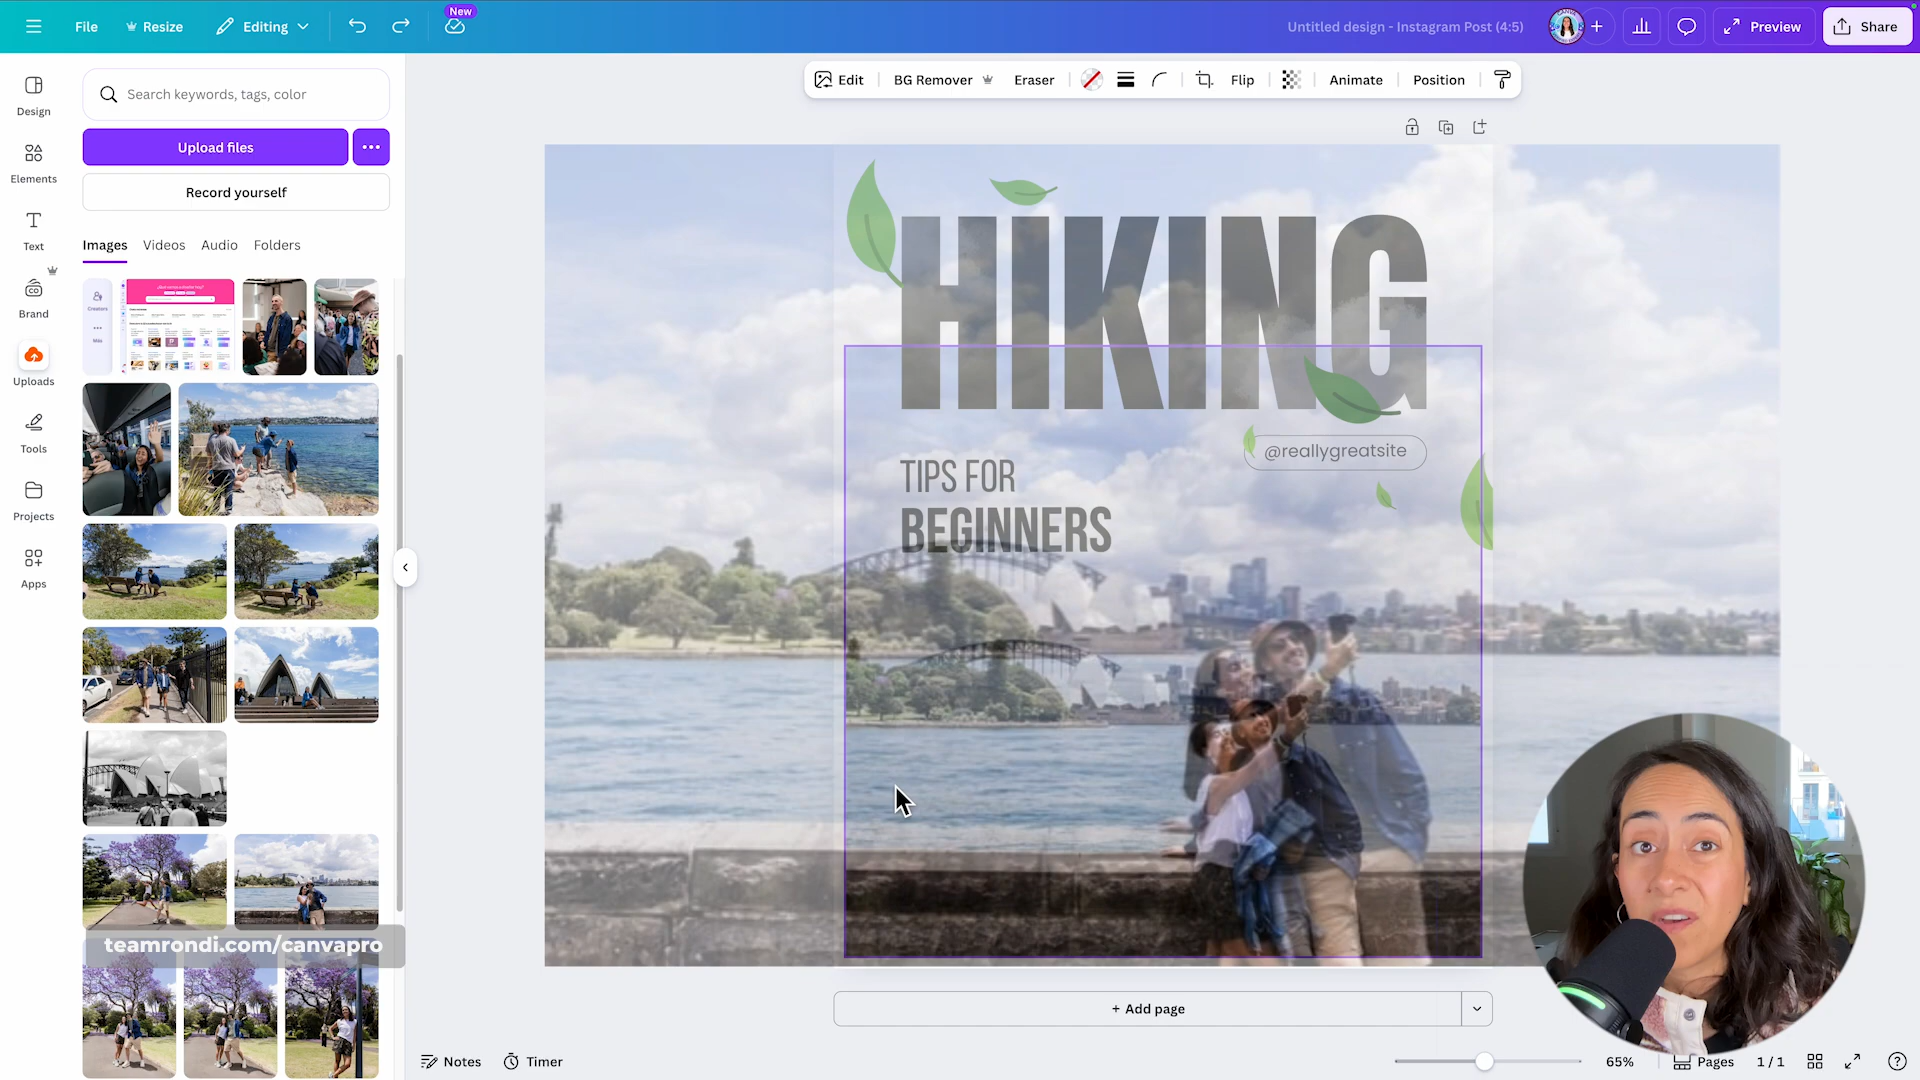 New
File
Resize
Editing
Untitled design - Instagram Post (4:5)
Preview
Share
Design
Elements
Text
Brand
Uploads
Tools
Projects
Apps
Search keywords, tags, color
Upload files
Record yourself
Images
Videos
Audio
Folders
Edit
BG Remover
Eraser
Flip
Animate
Position
HIKING
@reallygreatsite
TIPS FOR
BEGINNERS
teamrondi.com/canvapro
+ Add page
Notes
Timer
65%
Pages
1 / 1